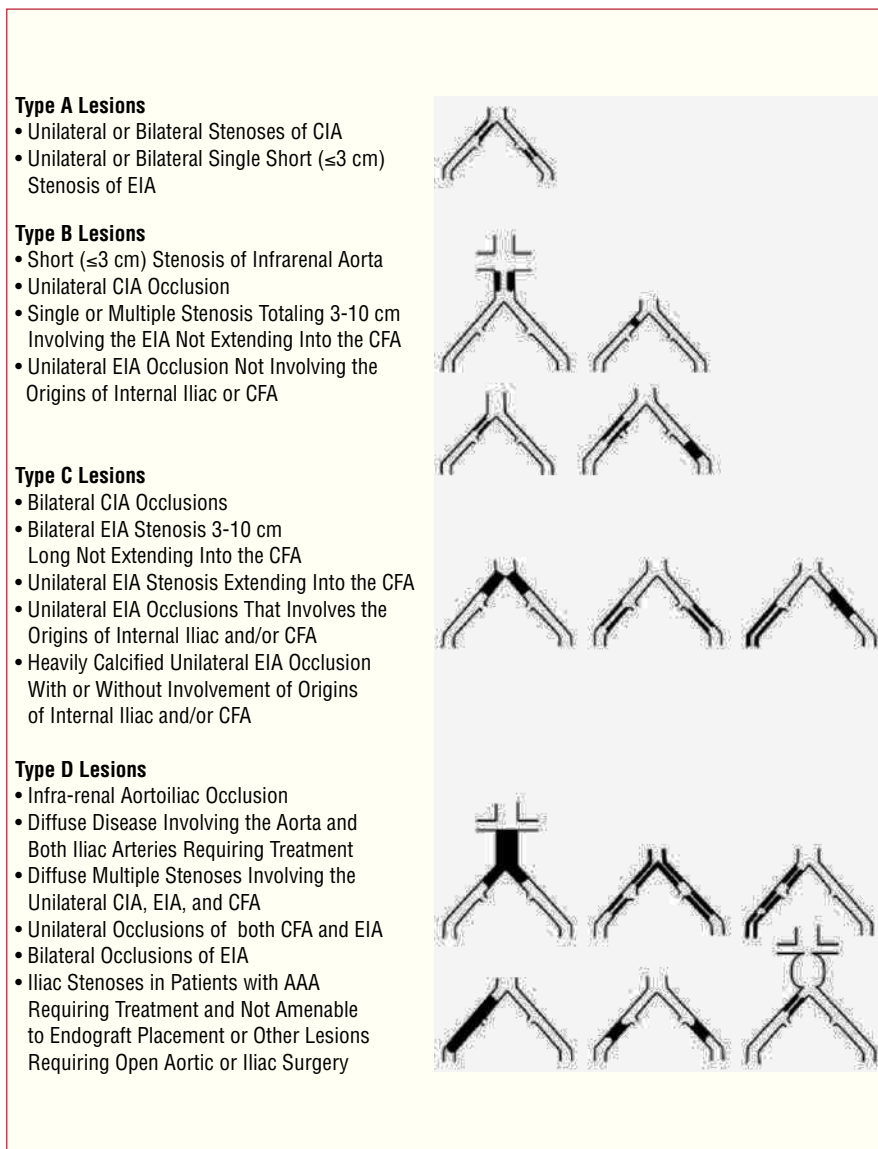 Type A Lesions
• Unilateral or Bilateral Stenoses of CIA
• Unilateral or Bilateral Single Short (≤3 cm)
Stenosis of EIA
Type B Lesions
• Short (≤3 cm) Stenosis of Infrarenal Aorta
• Unilateral CIA Occlusion
• Single or Multiple Stenosis Totaling 3-10 cm
Involving the EIA Not Extending Into the CFA
• Unilateral EIA Occlusion Not Involving the
Origins of Internal Iliac or CFA
Type C Lesions
• Bilateral CIA Occlusions
• Bilateral EIA Stenosis 3-10 cm
Long Not Extending Into the CFA
• Unilateral EIA Stenosis Extending Into the CFA
• Unilateral EIA Occlusions That Involves the
Origins of Internal Iliac and/or CFA
• Heavily Calcified Unilateral EIA Occlusion
With or Without Involvement of Origins
of Internal Iliac and/or CFA
Type D Lesions
• Infra-renal Aortoiliac Occlusion
• Diffuse Disease Involving the Aorta and
Both Iliac Arteries Requiring Treatment
• Diffuse Multiple Stenoses Involving the
Unilateral CIA, EIA, and CFA
• Unilateral Occlusions of both CFA and EIA
• Bilateral Occlusions of EIA
• Iliac Stenoses in Patients with AAA
Requiring Treatment and Not Amenable
to Endograft Placement or Other Lesions
Requiring Open Aortic or Iliac Surgery